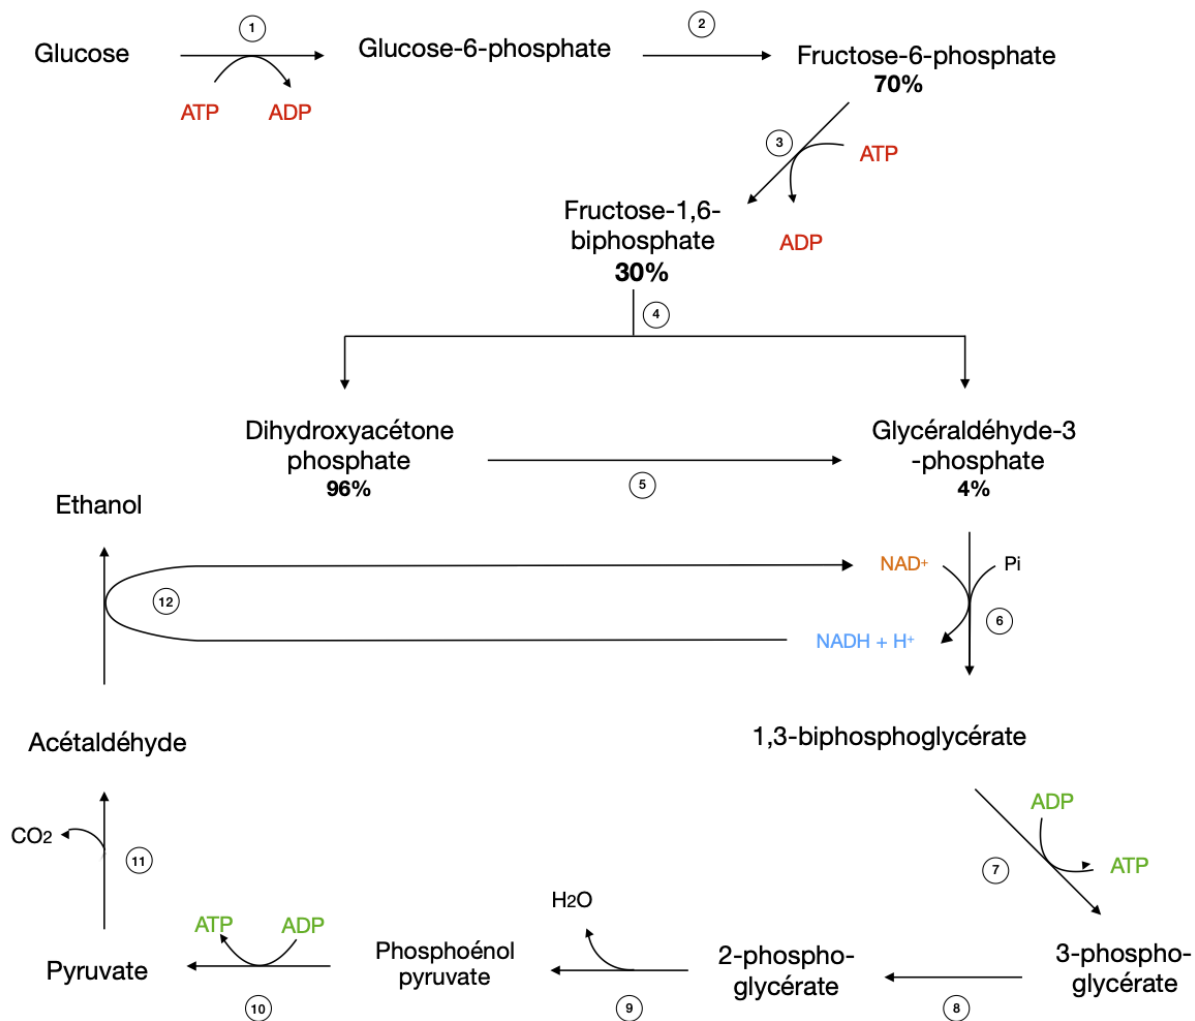 1
2
Glucose
Glucose-6-phosphate
Fructose-6-phosphate
70%
ATP
ADP
3
ATP
Fructose-1,6-
biphosphate
30%
ADP
4
Dihydroxyacétone
phosphate
96%
5
Glycéraldéhyde-3
-phosphate
4%
Ethanol
NAD+
Pi
12
6
NADH + H+
Acétaldéhyde
1,3-biphosphoglycérate
ADP
CO2
11
7
ATP
H2O
ATP
ADP
Pyruvate
Phosphoénol
pyruvate
2-phospho-
glycérate
3-phospho-
glycérate
10
9
8